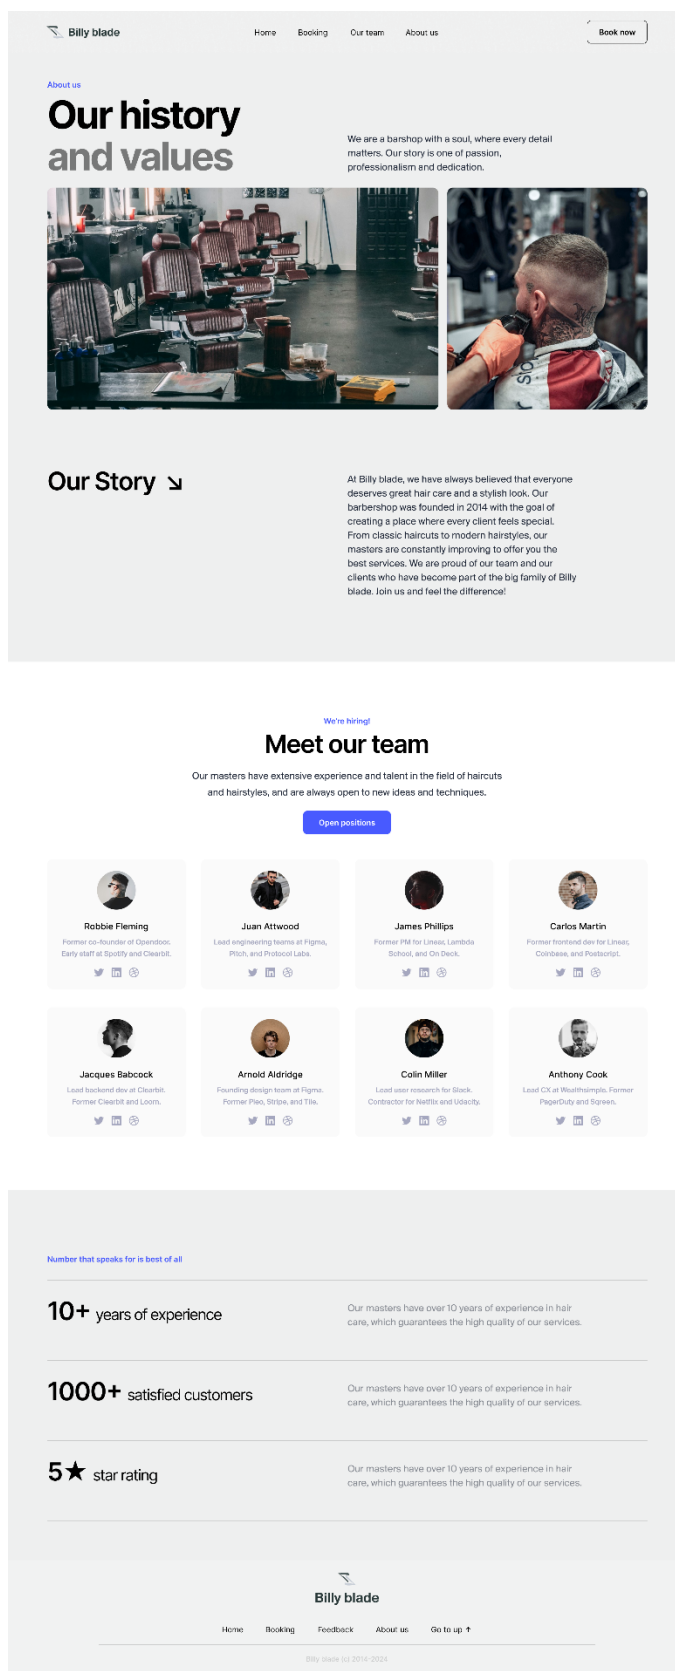 Billy blade
Home Booking Our team About us
Book now
About us
Our history
and values
We are a barshop with a soul, where every detail
matters. Our story is one of passion,
professionalism and dedication.
Our Story ↘
At Billy blade, we have always believed that everyone
deserves great hair care and a stylish look. Our
barbershop was founded in 2014 with the goal of
creating a place where every client feels special.
From classic haircuts to modern hairstyles, our
masters are constantly improving to offer you the
best services. We are proud of our team and our
clients who have become part of the big family of Billy
blade. Join us and feel the difference!
We're hiring!
Meet our team
Our masters have extensive experience and talent in the field of haircuts
and hairstyles, and are always open to new ideas and techniques.
Open positions
Robbie Fleming
Former co-founder of Opendoor.
Early staff at Spotify and Clearbit.
Juan Attwood
Lead engineering teams at Figma,
Pitch, and Protocol Labs.
James Phillips
Former PM for Linear, Lambda
School, and On Deck.
Carlos Martin
Former frontend dev for Linear,
Coinbase, and Postscript.
Jacques Babcock
Lead backend dev at Clearbit.
Former Clearbit and Loom.
Arnold Aldridge
Founding design team at Figma.
Former Pleo, Stripe, and Tile.
Colin Miller
Lead user research for Slack.
Contractor for Netflix and Udacity.
Anthony Cook
Lead CX at Wealthsimple. Former
PagerDuty and Sqreen.
Number that speaks for is best of all
10+ years of experience
Our masters have over 10 years of experience in hair
care, which guarantees the high quality of our services.
1000+ satisfied customers
Our masters have over 10 years of experience in hair
care, which guarantees the high quality of our services.
5★ star rating
Our masters have over 10 years of experience in hair
care, which guarantees the high quality of our services.
Billy blade
Home Booking Feedback About us Go to up ↑
Billy blade (c) 2014-2024